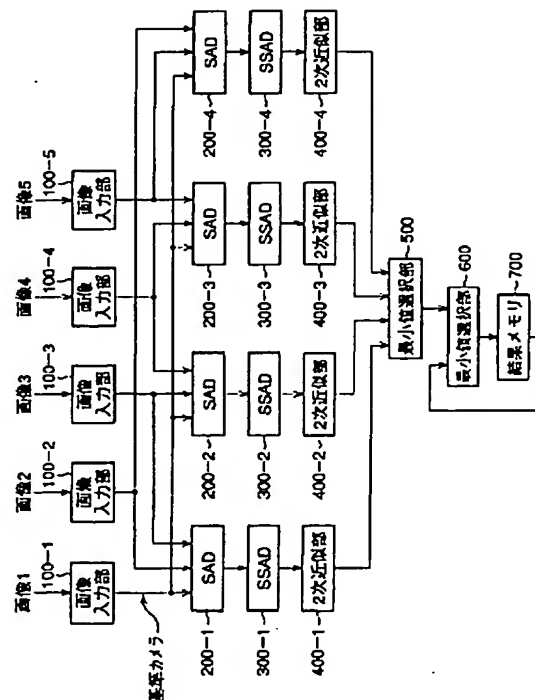 画像1
画像2
画像3
画像4
画像5
100-1
100-2
100-3
100-4
100-5
画像
入力部
画像
入力部
画像
入力部
画像
入力部
画像
入力部
基準カメラ
SAD
SAD
SAD
SAD
200-1
200-2
200-3
200-4
SSAD
SSAD
SSAD
SSAD
300-1
300-2
300-3
300-4
2次近似部
2次近似部
2次近似部
2次近似部
400-1
400-2
400-3
400-4
最小値選択部
500
最小値選択部
600
結果メモリ
700